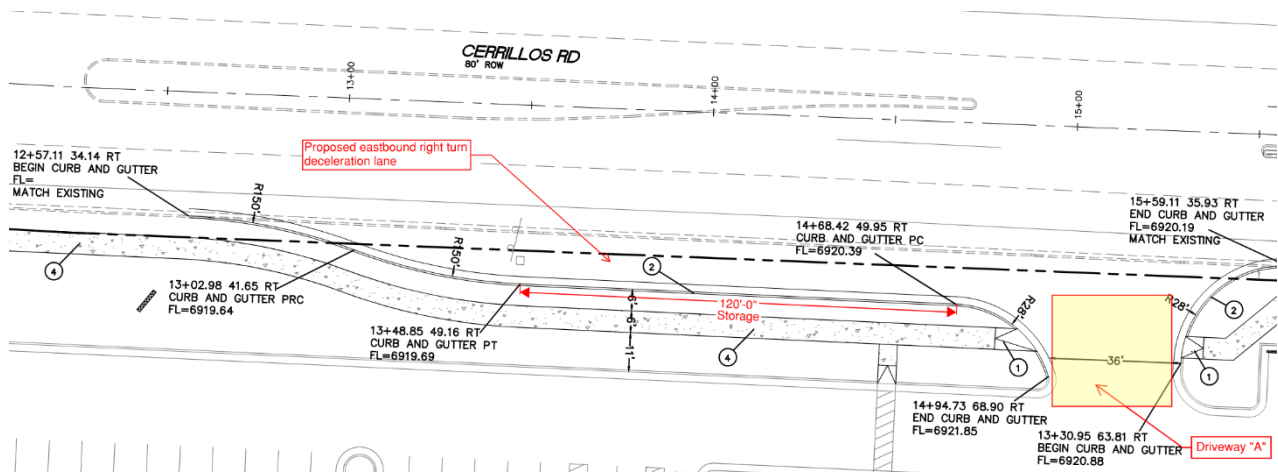 CERRILLOS RD
80' ROW
13+00
14+00
15+00
Proposed eastbound right turn
deceleration lane
12+57.11 34.14 RT
BEGIN CURB AND GUTTER
FL=
MATCH EXISTING
R150'
R150'
15+59.11 35.93 RT
END CURB AND GUTTER
FL=6920.19
MATCH EXISTING
14+68.42 49.95 RT
CURB AND GUTTER PC
FL=6920.39
4
13+02.98 41.65 RT
CURB AND GUTTER PRC
FL=6919.64
2
120'-0"
Storage
6'
6'
11'
R28'
R28'
2
13+48.85 49.16 RT
CURB AND GUTTER PT
FL=6919.69
4
1
36'
1
14+94.73 68.90 RT
END CURB AND GUTTER
FL=6921.85
13+30.95 63.81 RT
BEGIN CURB AND GUTTER
FL=6920.88
Driveway "A"